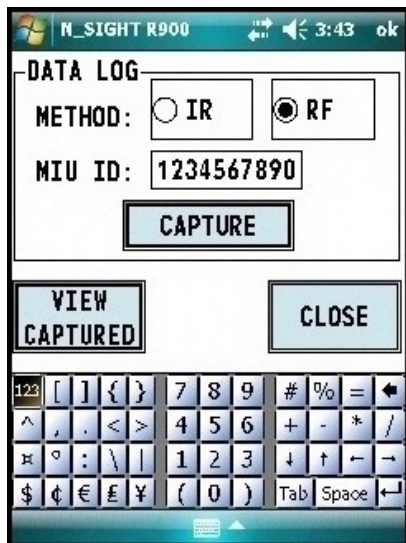 N_SIGHT R900 3:43 ok
DATA LOG
METHOD: IR RF
MIU ID: 1234567890
CAPTURE
VIEW CAPTURED CLOSE
123 [ ] { } 7 8 9 # % = 🡄
^ , . < > 4 5 6 + - * /
¤ º : \ | 1 2 3 ↓ ↑ ← →
$ ¢ € £ ¥ ( 0 ) Tab Space ↵